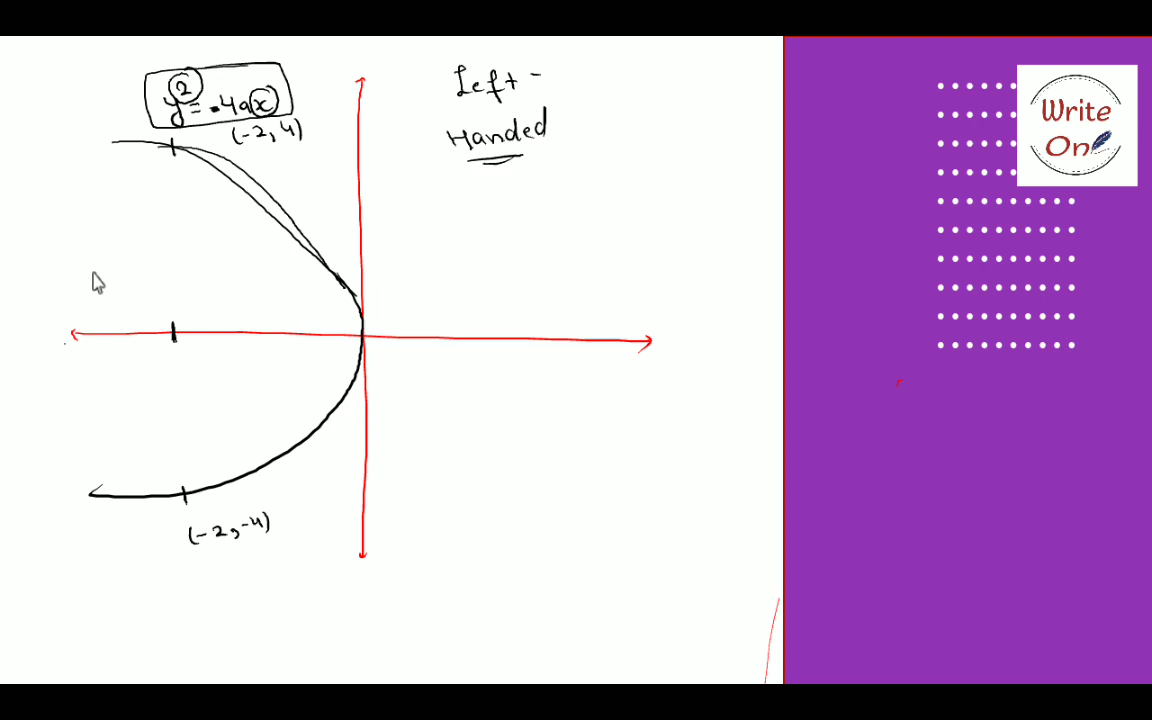 y² = -4ax
(-2, 4)
Left -
Handed
(-2, -4)
Write
On